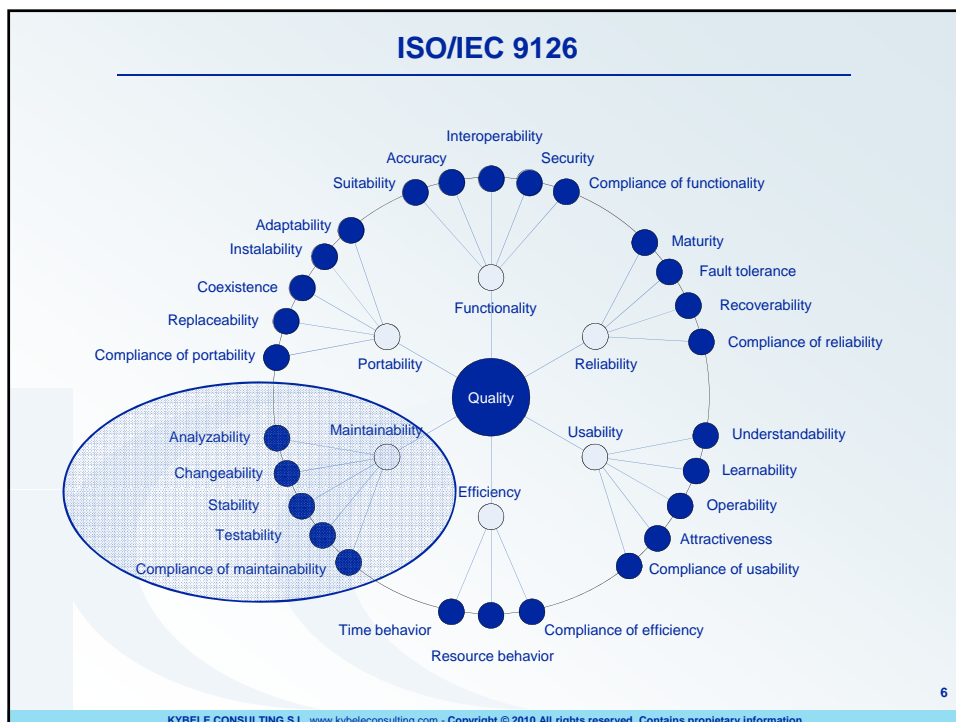 ISO/IEC 9126
Interoperability
Accuracy
Security
Suitability
Compliance of functionality
Adaptability
Maturity
Instalability
Fault tolerance
Coexistence
Recoverability
Functionality
Replaceability
Compliance of reliability
Compliance of portability
Portability
Reliability
Quality
Maintainability
Usability
Understandability
Analyzability
Learnability
Changeability
Efficiency
Operability
Stability
Testability
Attractiveness
Compliance of maintainability
Compliance of usability
Time behavior
Compliance of efficiency
Resource behavior
6
KYBELE CONSULTING S.L. www.kybeleconsulting.com - Copyright © 2010 All rights reserved. Contains propietary information